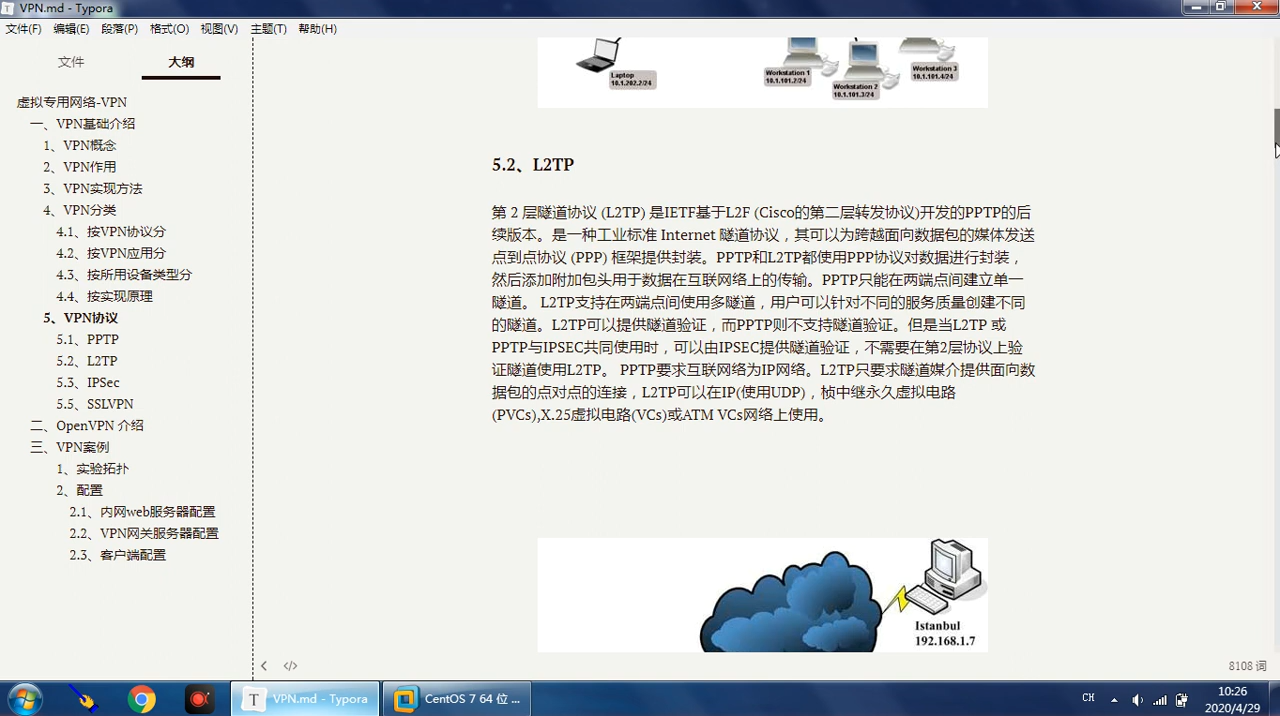 VPN.md - Typora
文件(F) 编辑(E) 段落(P) 格式(O) 视图(V) 主题(T) 帮助(H)
文件 大纲
虚拟专用网络-VPN
一、VPN基础介绍
1、VPN概念
2、VPN作用
3、VPN实现方法
4、VPN分类
4.1、按VPN协议分
4.2、按VPN应用分
4.3、按所用设备类型分
4.4、按实现原理
5、VPN协议
5.1、PPTP
5.2、L2TP
5.3、IPSec
5.5、SSLVPN
二、OpenVPN 介绍
三、VPN案例
1、实验拓扑
2、配置
2.1、内网web服务器配置
2.2、VPN网关服务器配置
2.3、客户端配置
Laptop
10.1.202.2/24
Workstation 1
10.1.101.2/24
Workstation 2
10.1.101.3/24
Workstation 3
10.1.101.4/24
5.2、L2TP
第 2 层隧道协议 (L2TP) 是IETF基于L2F (Cisco的第二层转发协议)开发的PPTP的后
续版本。是一种工业标准 Internet 隧道协议，其可以为跨越面向数据包的媒体发送
点到点协议 (PPP) 框架提供封装。PPTP和L2TP都使用PPP协议对数据进行封装，
然后添加附加包头用于数据在互联网络上的传输。PPTP只能在两端点间建立单一
隧道。 L2TP支持在两端点间使用多隧道，用户可以针对不同的服务质量创建不同
的隧道。L2TP可以提供隧道验证，而PPTP则不支持隧道验证。但是当L2TP 或
PPTP与IPSEC共同使用时，可以由IPSEC提供隧道验证，不需要在第2层协议上验
证隧道使用L2TP。 PPTP要求互联网络为IP网络。L2TP只要求隧道媒介提供面向数
据包的点对点的连接，L2TP可以在IP(使用UDP)，桢中继永久虚拟电路
(PVCs),X.25虚拟电路(VCs)或ATM VCs网络上使用。
Istanbul
192.168.1.7
</> 8108 词
VPN.md - Typora CentOS 7 64 位 ... CH 10:26
2020/4/29